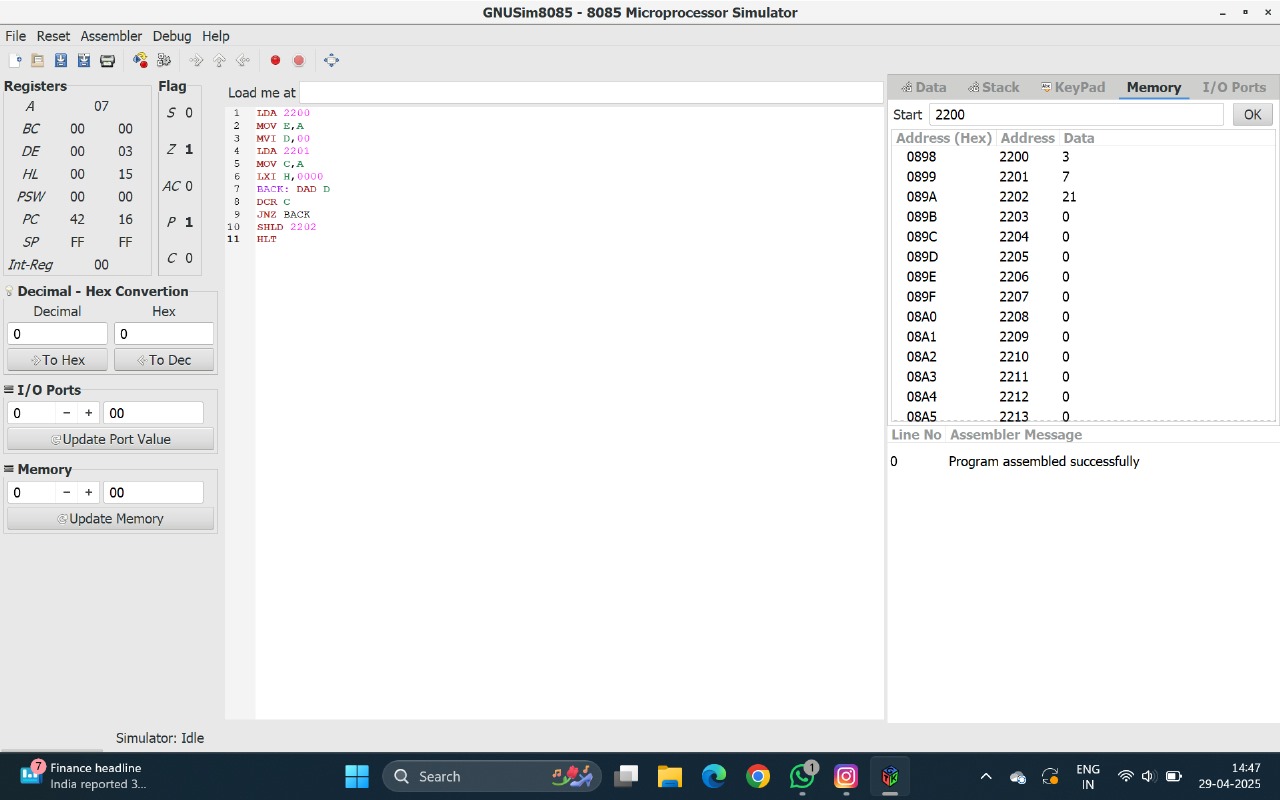 GNUSim8085 - 8085 Microprocessor Simulator
File Reset Assembler Debug Help
Registers
A 07
BC 00 00
DE 00 03
HL 00 15
PSW 00 00
PC 42 16
SP FF FF
Int-Reg 00
Flag
S 0
Z 1
AC 0
P 1
C 0
Decimal - Hex Convertion
Decimal Hex
0 0
To Hex To Dec
I/O Ports
0 - + 00
Update Port Value
Memory
0 - + 00
Update Memory
Load me at
1 LDA 2200
2 MOV E,A
3 MVI D,00
4 LDA 2201
5 MOV C,A
6 LXI H,0000
7 BACK: DAD D
8 DCR C
9 JNZ BACK
10 SHLD 2202
11 HLT
Data Stack KeyPad Memory I/O Ports
Start 2200 OK
Address (Hex) Address Data
0898 2200 3
0899 2201 7
089A 2202 21
089B 2203 0
089C 2204 0
089D 2205 0
089E 2206 0
089F 2207 0
08A0 2208 0
08A1 2209 0
08A2 2210 0
08A3 2211 0
08A4 2212 0
08A5 2213 0
Line No Assembler Message
0 Program assembled successfully
Simulator: Idle
7
Finance headline
India reported 3...
Search
1
ENG
IN
14:47
29-04-2025